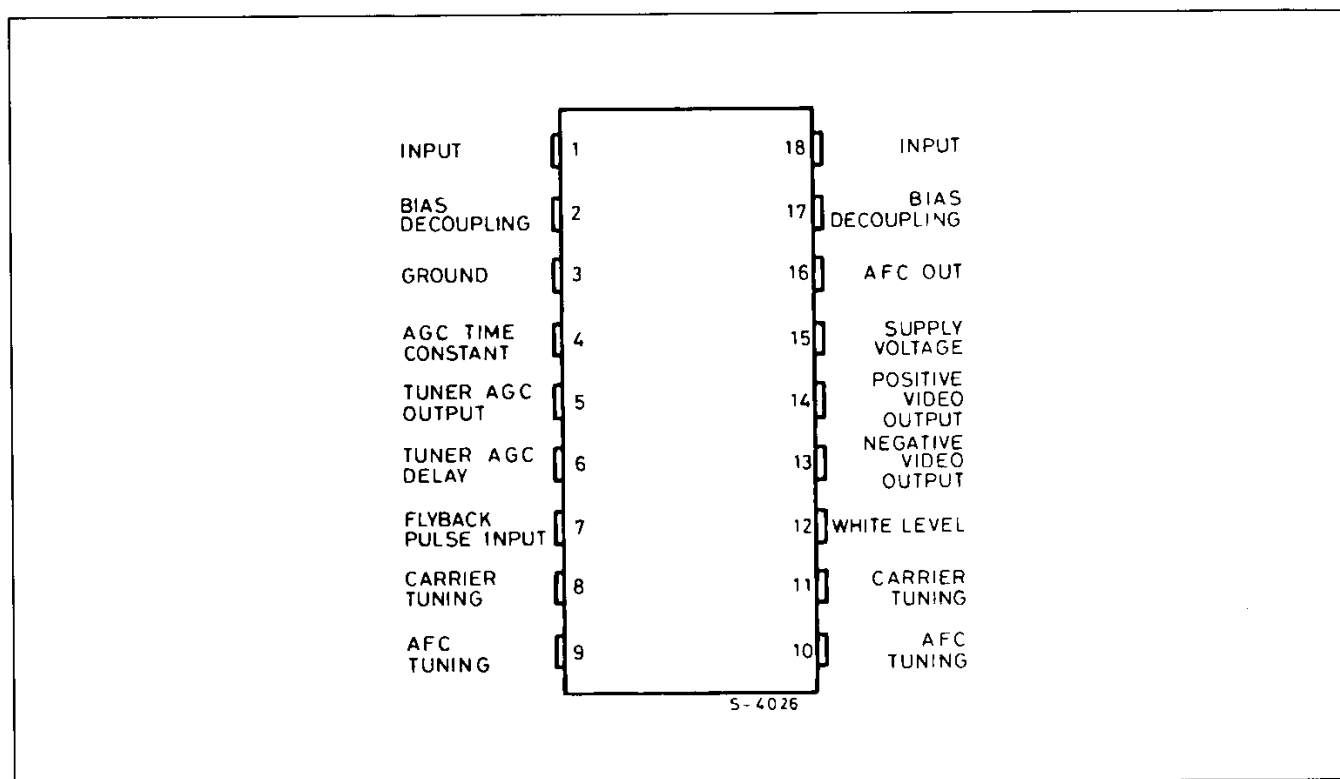 INPUT
1
18
INPUT
BIAS
DECOUPLING
2
17
BIAS
DECOUPLING
GROUND
3
16
AFC OUT
AGC TIME
CONSTANT
4
15
SUPPLY
VOLTAGE
TUNER AGC
OUTPUT
5
14
POSITIVE
VIDEO
OUTPUT
TUNER AGC
DELAY
6
13
NEGATIVE
VIDEO
OUTPUT
FLYBACK
PULSE INPUT
7
12
WHITE LEVEL
CARRIER
TUNING
8
11
CARRIER
TUNING
AFC
TUNING
9
10
AFC
TUNING
S-4026